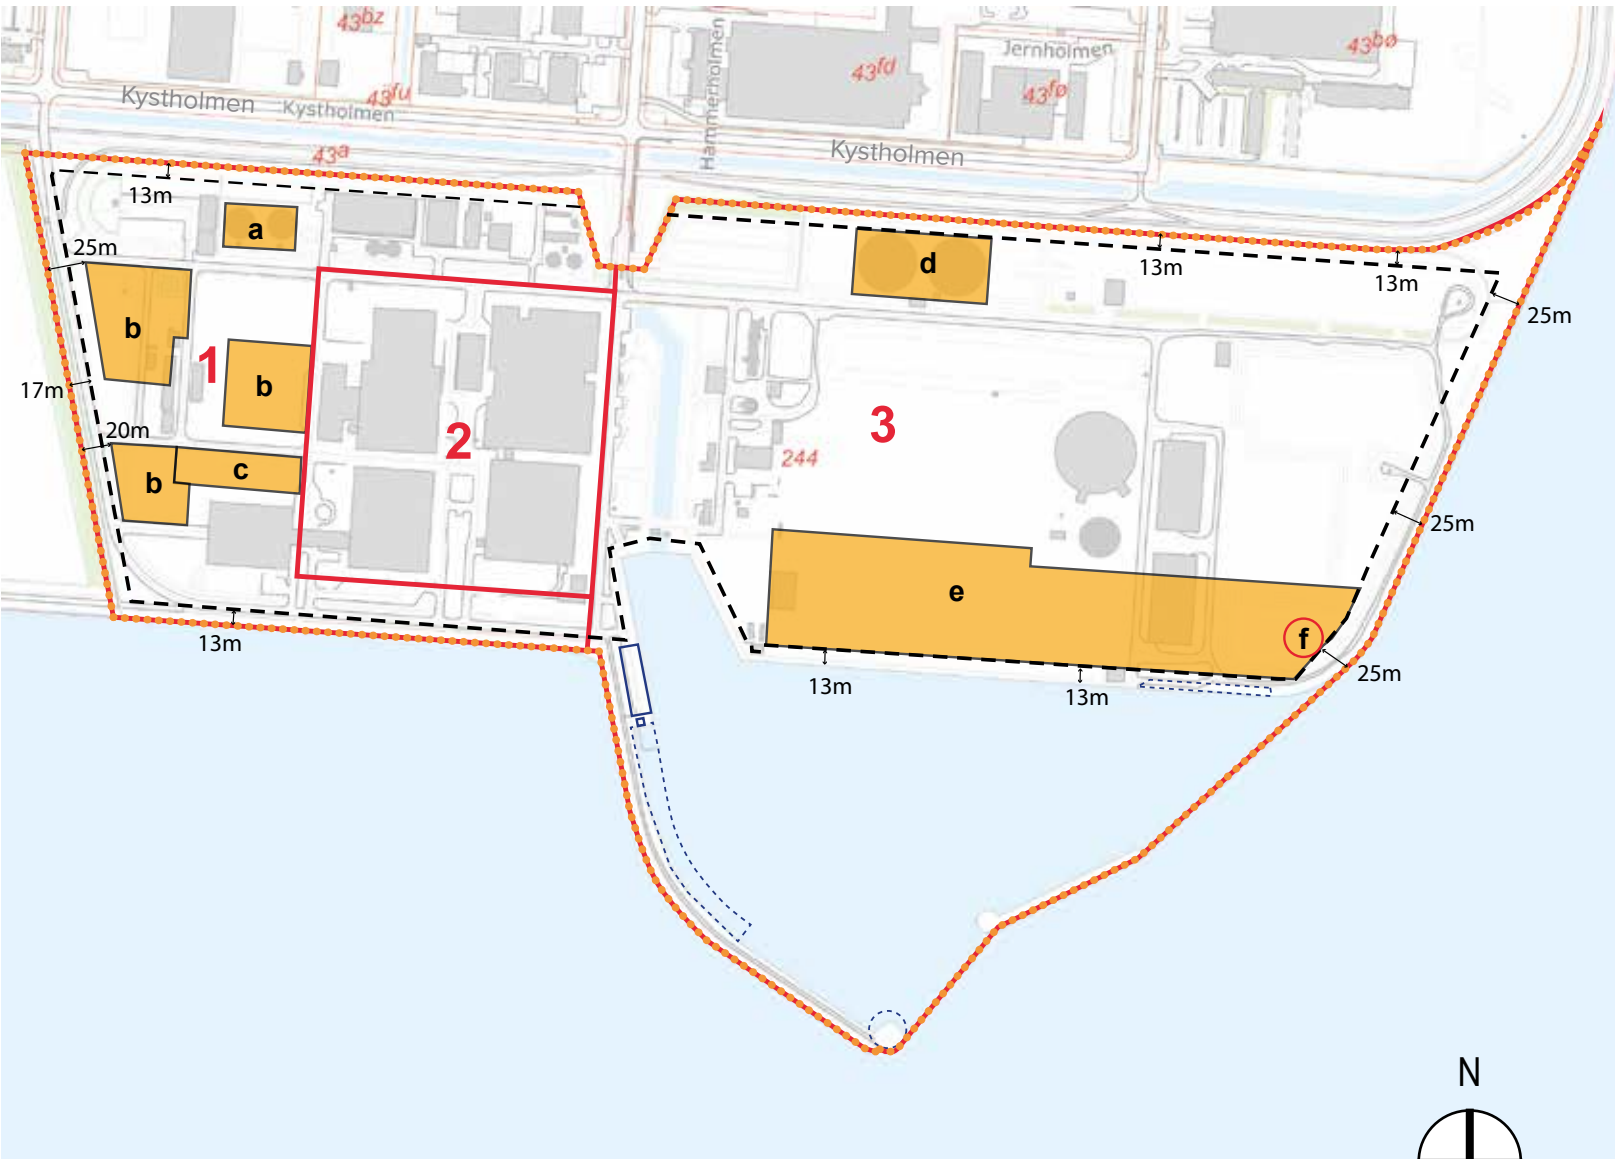 43bz
43bø
Jernholmen
Hammerholmen
43fd
43fø
43fu
Kystholmen
Kystholmen
43a
Kystholmen
13m
a
25m
d
13m
13m
b
25m
1
b
17m
2
3
20m
244
c
b
25m
e
f
13m
13m
13m
25m
N